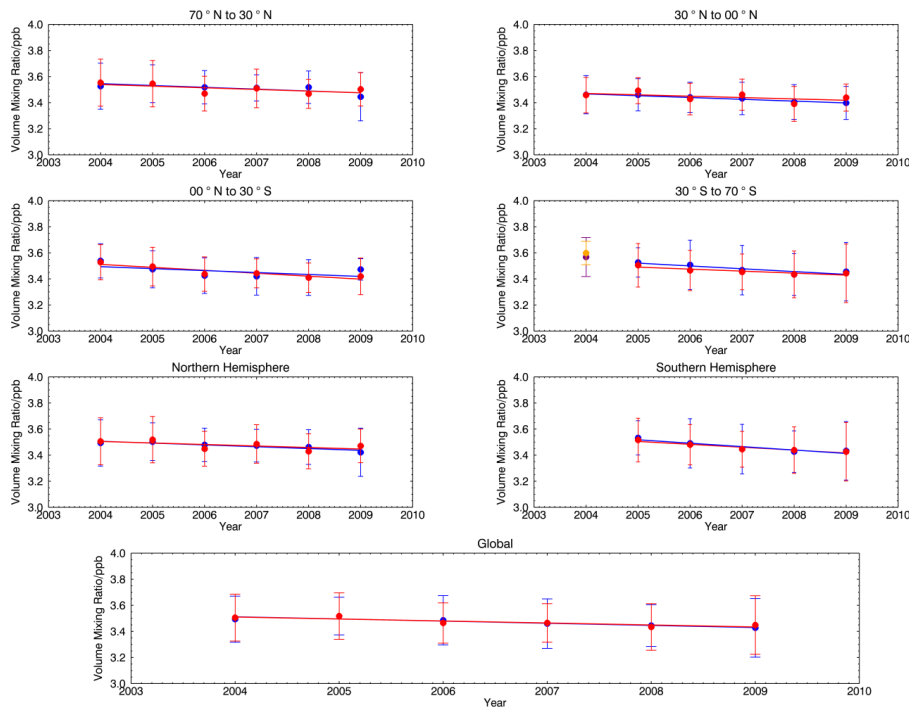 70 ° N to 30 ° N
4.0
3.8
3.6
3.4
3.2
3.0
Volume Mixing Ratio/ppb
2003 2004 2005 2006 2007 2008 2009 2010
Year
30 ° N to 00 ° N
4.0
3.8
3.6
3.4
3.2
3.0
Volume Mixing Ratio/ppb
2003 2004 2005 2006 2007 2008 2009 2010
Year
00 ° N to 30 ° S
4.0
3.8
3.6
3.4
3.2
3.0
Volume Mixing Ratio/ppb
2003 2004 2005 2006 2007 2008 2009 2010
Year
30 ° S to 70 ° S
4.0
3.8
3.6
3.4
3.2
3.0
Volume Mixing Ratio/ppb
2003 2004 2005 2006 2007 2008 2009 2010
Year
Northern Hemisphere
4.0
3.8
3.6
3.4
3.2
3.0
Volume Mixing Ratio/ppb
2003 2004 2005 2006 2007 2008 2009 2010
Year
Southern Hemisphere
4.0
3.8
3.6
3.4
3.2
3.0
Volume Mixing Ratio/ppb
2003 2004 2005 2006 2007 2008 2009 2010
Year
Global
4.0
3.8
3.6
3.4
3.2
3.0
Volume Mixing Ratio/ppb
2003 2004 2005 2006 2007 2008 2009 2010
Year